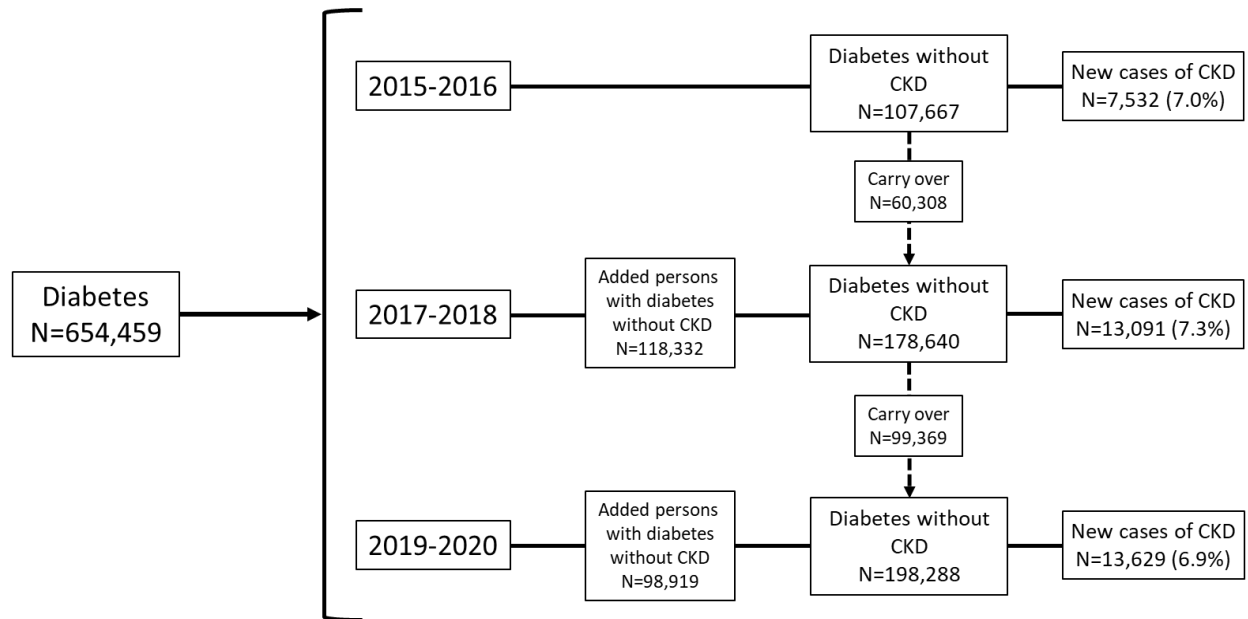 Diabetes
N=654,459
2015-2016
Diabetes without
CKD
N=107,667
New cases of CKD
N=7,532 (7.0%)
Carry over
N=60,308
2017-2018
Added persons
with diabetes
without CKD
N=118,332
Diabetes without
CKD
N=178,640
New cases of CKD
N=13,091 (7.3%)
Carry over
N=99,369
2019-2020
Added persons
with diabetes
without CKD
N=98,919
Diabetes without
CKD
N=198,288
New cases of CKD
N=13,629 (6.9%)